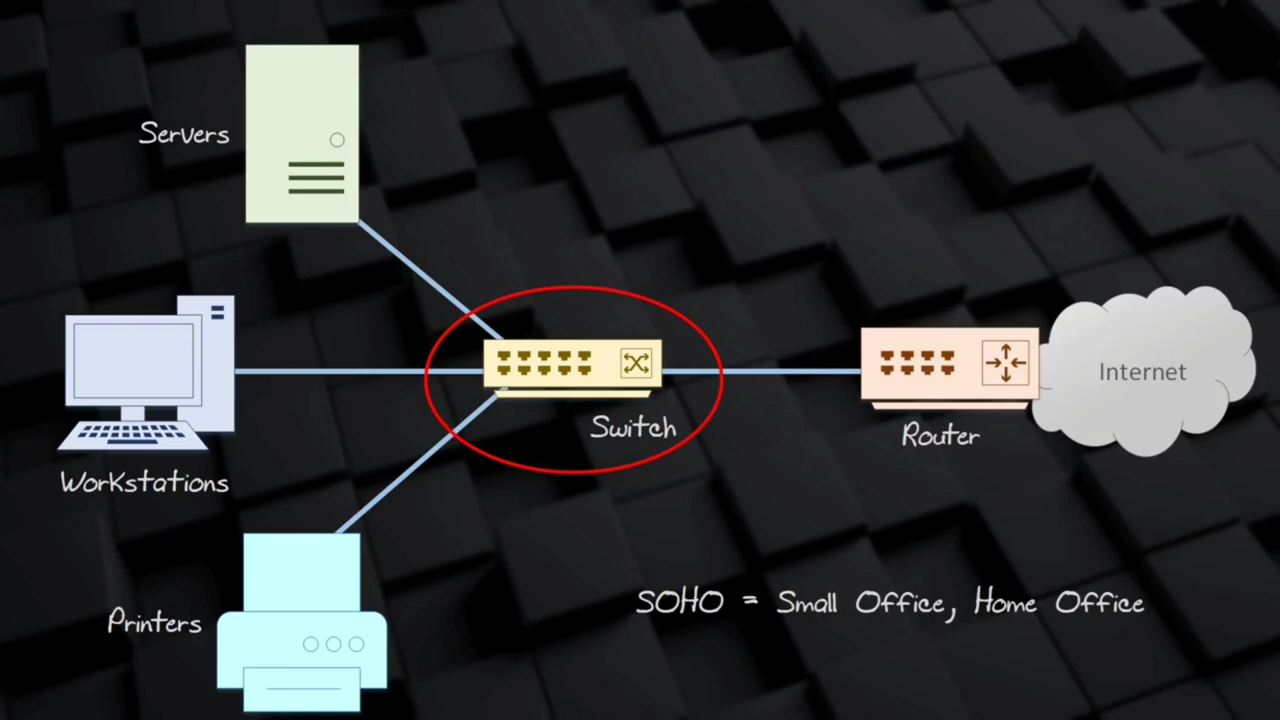 Servers
Workstations
Printers
Switch
Router
Internet
SOHO = Small Office, Home Office